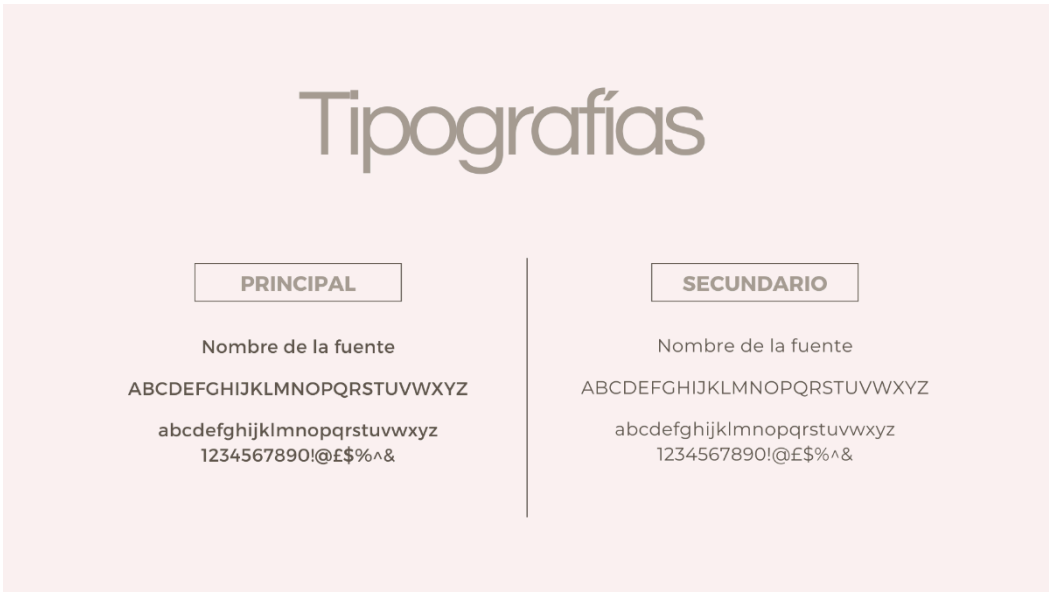 Tipografías
PRINCIPAL
Nombre de la fuente
ABCDEFGHIJKLMNOPQRSTUVWXYZ
abcdefghijklmnopqrstuvwxyz
1234567890!@£$%^&
SECUNDARIO
Nombre de la fuente
ABCDEFGHIJKLMNOPQRSTUVWXYZ
abcdefghijklmnopqrstuvwxyz
1234567890!@£$%^&